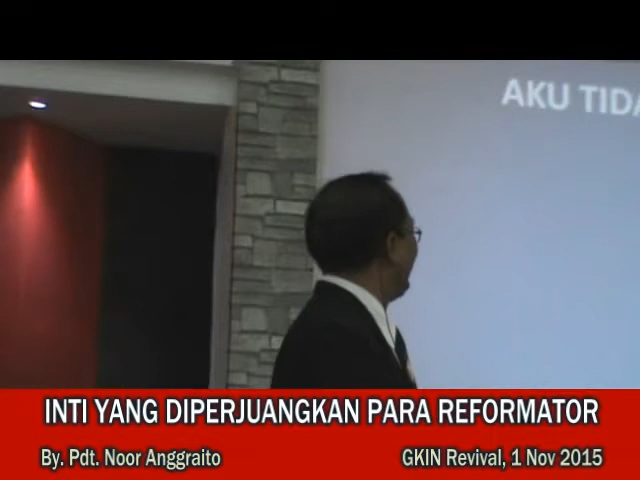 AKU TIDA
INTI YANG DIPERJUANGKAN PARA REFORMATOR
By. Pdt. Noor Anggraito
GKIN Revival, 1 Nov 2015